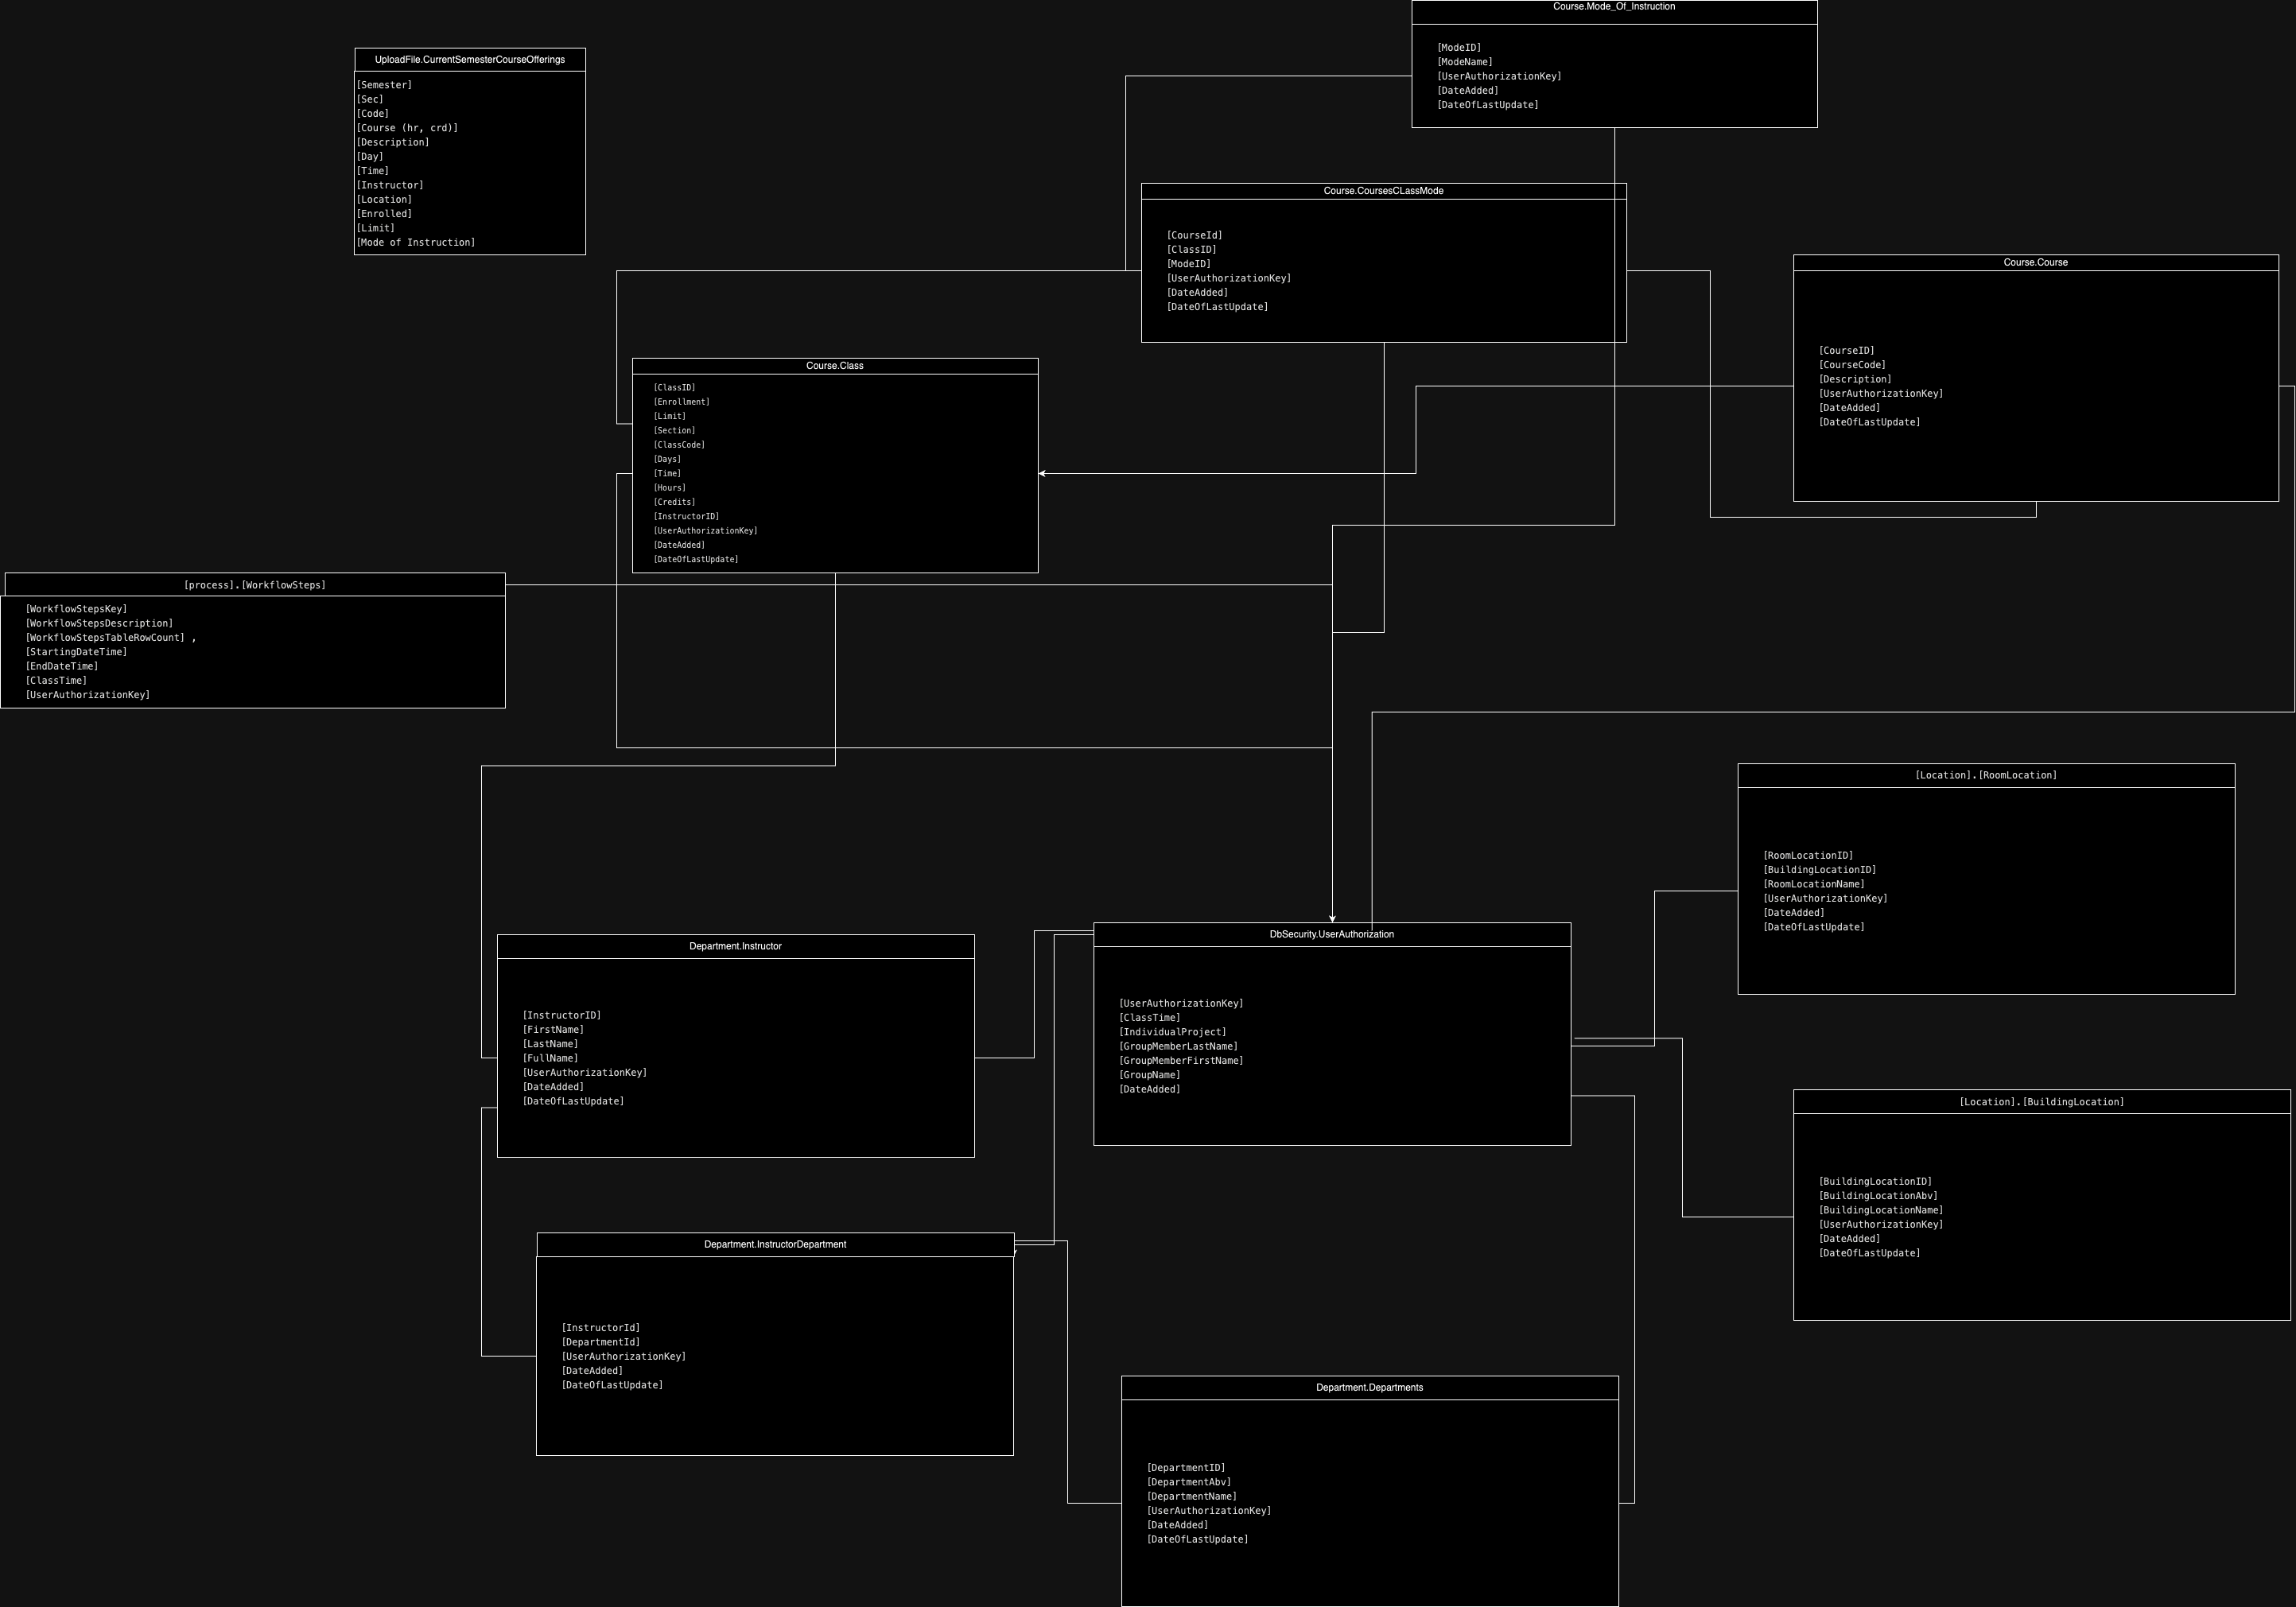 Course.Mode_Of_Instruction
[ModeID]
[ModeName]
[UserAuthorizationKey]
[DateAdded]
[DateOfLastUpdate]
UploadFile.CurrentSemesterCourseOfferings
[Semester]
[Sec]
[Code]
[Course (hr, crd)]
[Description]
[Day]
[Time]
[Instructor]
[Location]
[Enrolled]
[Limit]
[Mode of Instruction]
Course.CoursesCLassMode
[CourseId]
[ClassID]
[ModeID]
[UserAuthorizationKey]
[DateAdded]
[DateOfLastUpdate]
Course.Course
[CourseID]
[CourseCode]
[Description]
[UserAuthorizationKey]
[DateAdded]
[DateOfLastUpdate]
Course.Class
[ClassID]
[Enrollment]
[Limit]
[Section]
[ClassCode]
[Days]
[Time]
[Hours]
[Credits]
[InstructorID]
[UserAuthorizationKey]
[DateAdded]
[DateOfLastUpdate]
[process].[WorkflowSteps]
[WorkflowStepsKey]
[WorkflowStepsDescription]
[WorkflowStepsTableRowCount] ,
[StartingDateTime]
[EndDateTime]
[ClassTime]
[UserAuthorizationKey]
[Location].[RoomLocation]
[RoomLocationID]
[BuildingLocationID]
[RoomLocationName]
[UserAuthorizationKey]
[DateAdded]
[DateOfLastUpdate]
Department.Instructor
[InstructorID]
[FirstName]
[LastName]
[FullName]
[UserAuthorizationKey]
[DateAdded]
[DateOfLastUpdate]
DbSecurity.UserAuthorization
[UserAuthorizationKey]
[ClassTime]
[IndividualProject]
[GroupMemberLastName]
[GroupMemberFirstName]
[GroupName]
[DateAdded]
[Location].[BuildingLocation]
[BuildingLocationID]
[BuildingLocationAbv]
[BuildingLocationName]
[UserAuthorizationKey]
[DateAdded]
[DateOfLastUpdate]
Department.InstructorDepartment
[InstructorId]
[DepartmentId]
[UserAuthorizationKey]
[DateAdded]
[DateOfLastUpdate]
Department.Departments
[DepartmentID]
[DepartmentAbv]
[DepartmentName]
[UserAuthorizationKey]
[DateAdded]
[DateOfLastUpdate]